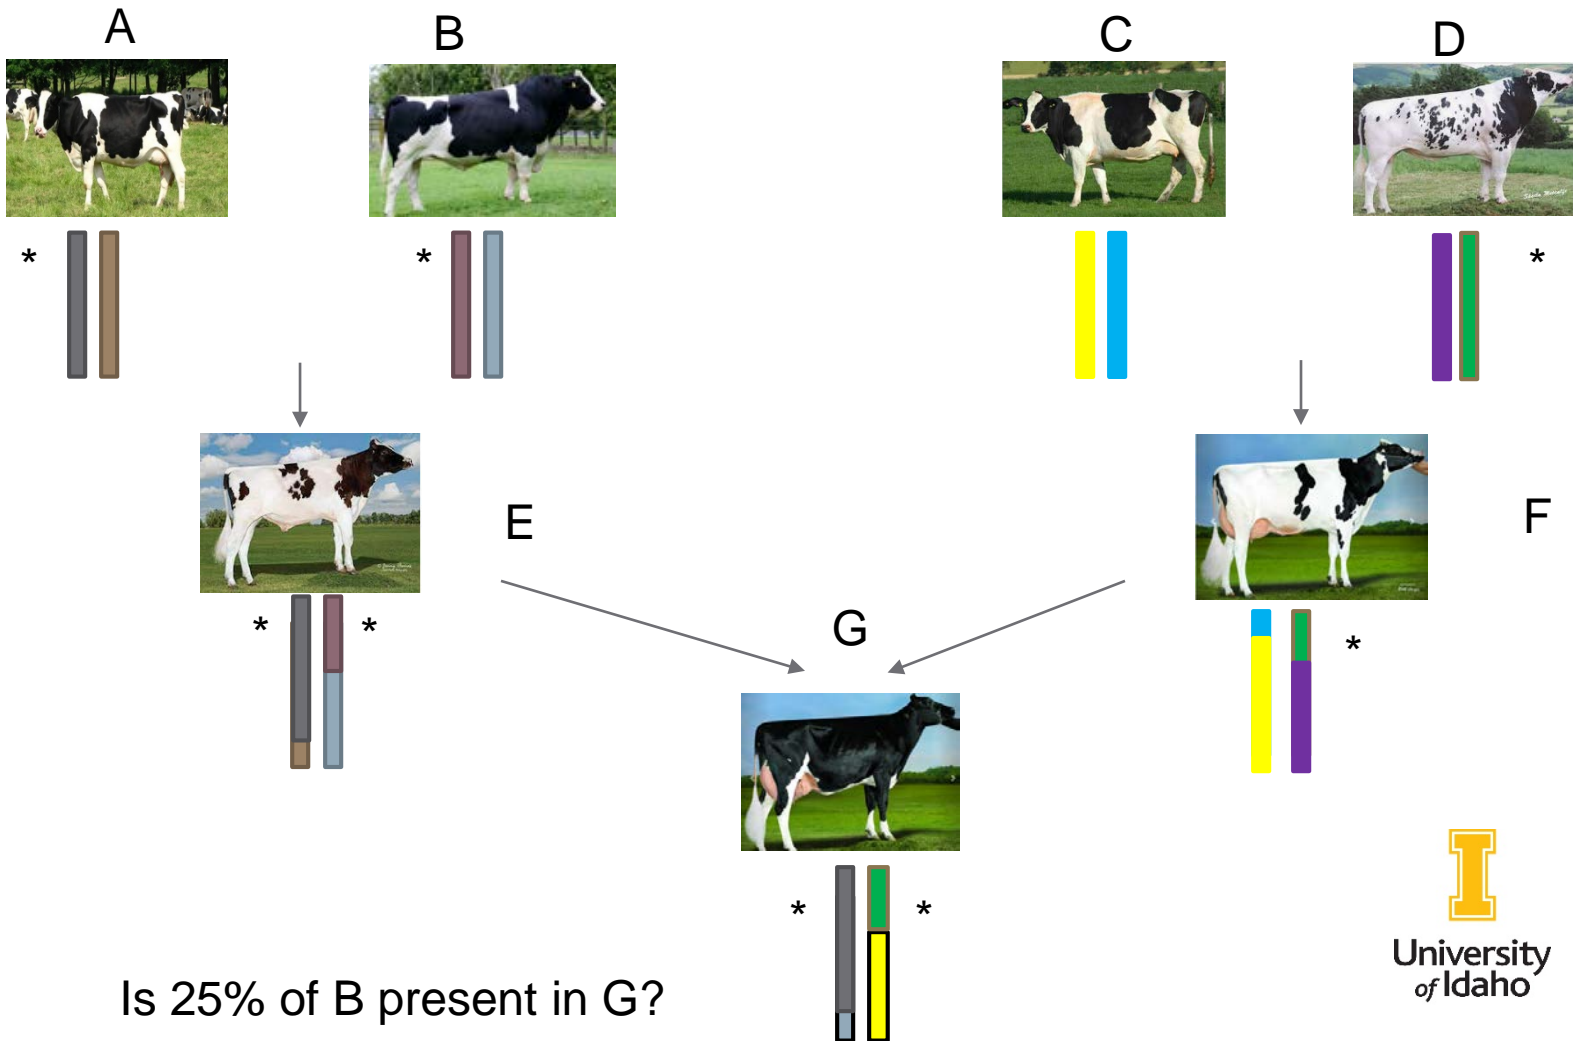 A
B
C
D
*
*
*
E
F
*
*
*
G
*
*
Is 25% of B present in G?
University
of Idaho